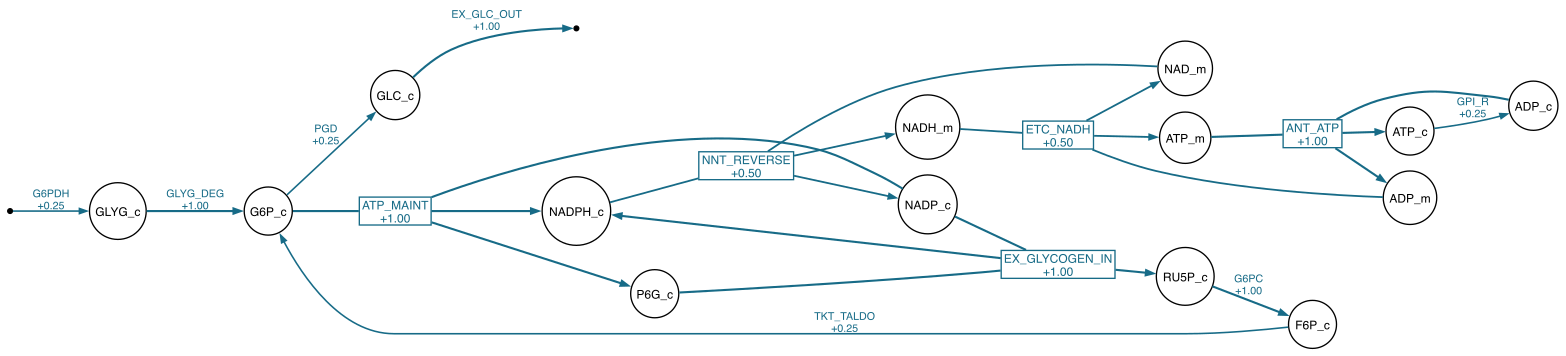 EX_GLC_OUT
+1.00
GLC_c
PGD
+0.25
G6PDH
+0.25
GLYG_c
GLYG_DEG
+1.00
G6P_c
ATP_MAINT
+1.00
NADPH_c
P6G_c
NNT_REVERSE
+0.50
NADH_m
NADP_c
EX_GLYCOGEN_IN
+1.00
ETC_NADH
+0.50
NAD_m
ATP_m
RU5P_c
G6PC
+1.00
F6P_c
TKT_TALDO
+0.25
ANT_ATP
+1.00
ATP_c
ADP_m
GPI_R
+0.25
ADP_c